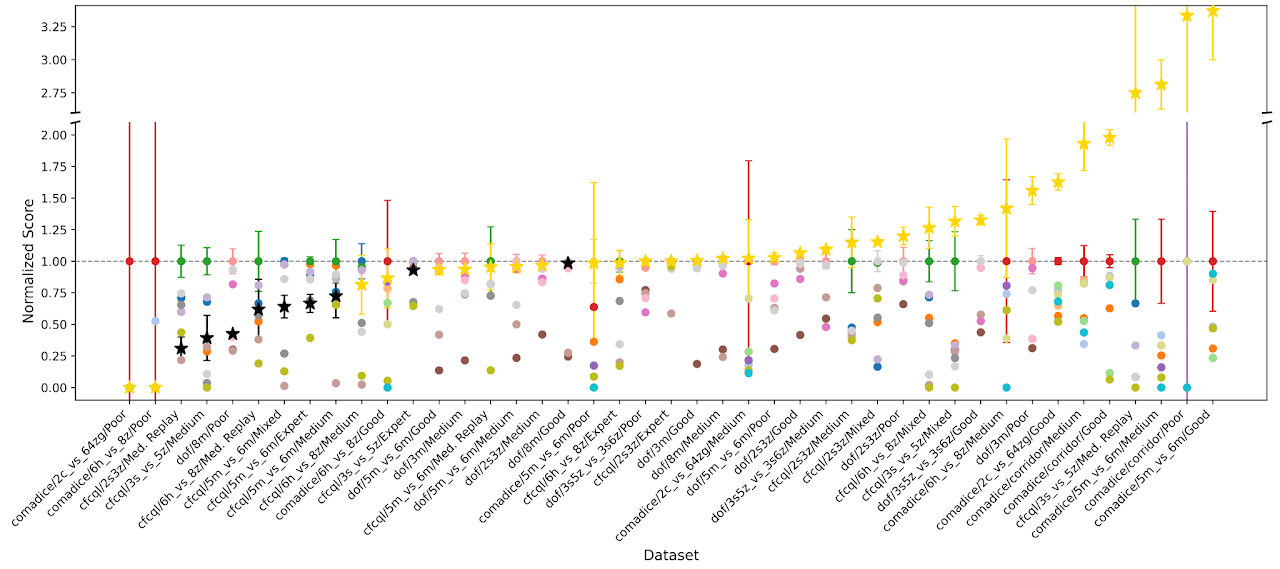 3.25
3.00
2.75
2.00
1.75
1.50
1.25
1.00
0.75
0.50
0.25
0.00
Normalized Score
comadice/2c_vs_64zg/Poor
comadice/6h_vs_8z/Poor
cfcql/2s3z/Med. Replay
cfcql/3s_vs_5z/Medium
dof/8m/Poor
cfcql/6h_vs_8z/Med. Replay
cfcql/5m_vs_6m/Mixed
cfcql/5m_vs_6m/Expert
cfcql/5m_vs_6m/Medium
cfcql/6h_vs_8z/Medium
comadice/6h_vs_8z/Good
cfcql/3s_vs_5z/Expert
dof/5m_vs_6m/Good
dof/3m/Medium
cfcql/5m_vs_6m/Med. Replay
dof/5m_vs_6m/Medium
dof/2s3z/Medium
dof/8m/Good
comadice/5m_vs_6m/Poor
cfcql/6h_vs_8z/Expert
dof/3s5z_vs_3s6z/Poor
cfcql/2s3z/Expert
dof/3m/Good
dof/8m/Medium
comadice/2c_vs_64zg/Medium
dof/5m_vs_6m/Poor
dof/2s3z/Good
dof/3s5z_vs_3s6z/Medium
cfcql/2s3z/Medium
cfcql/2s3z/Mixed
dof/2s3z/Poor
cfcql/6h_vs_8z/Mixed
cfcql/3s_vs_5z/Mixed
dof/3s5z_vs_3s6z/Good
comadice/6h_vs_8z/Medium
dof/3m/Poor
comadice/2c_vs_64zg/Good
comadice/corridor/Medium
comadice/corridor/Good
cfcql/3s_vs_5z/Med. Replay
comadice/5m_vs_6m/Medium
comadice/corridor/Poor
comadice/5m_vs_6m/Good
Dataset